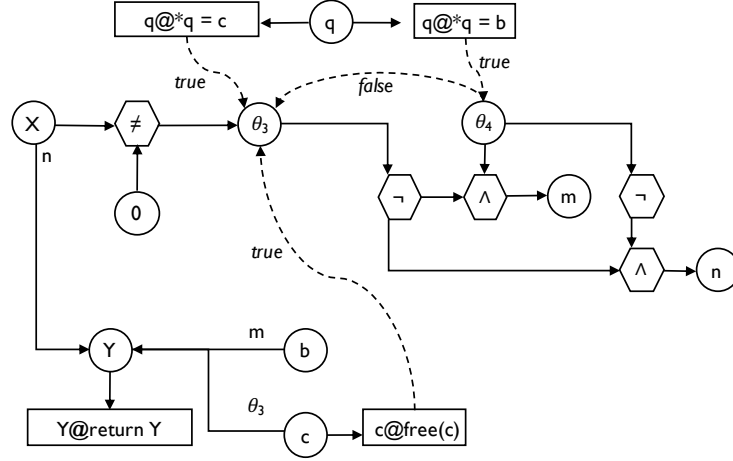 q@*q = c
q
q@*q = b
true
false
true
X
≠
θ3
θ4
n
0
¬
∧
m
¬
true
∧
n
Y
m
b
θ3
Y@return Y
c
c@free(c)